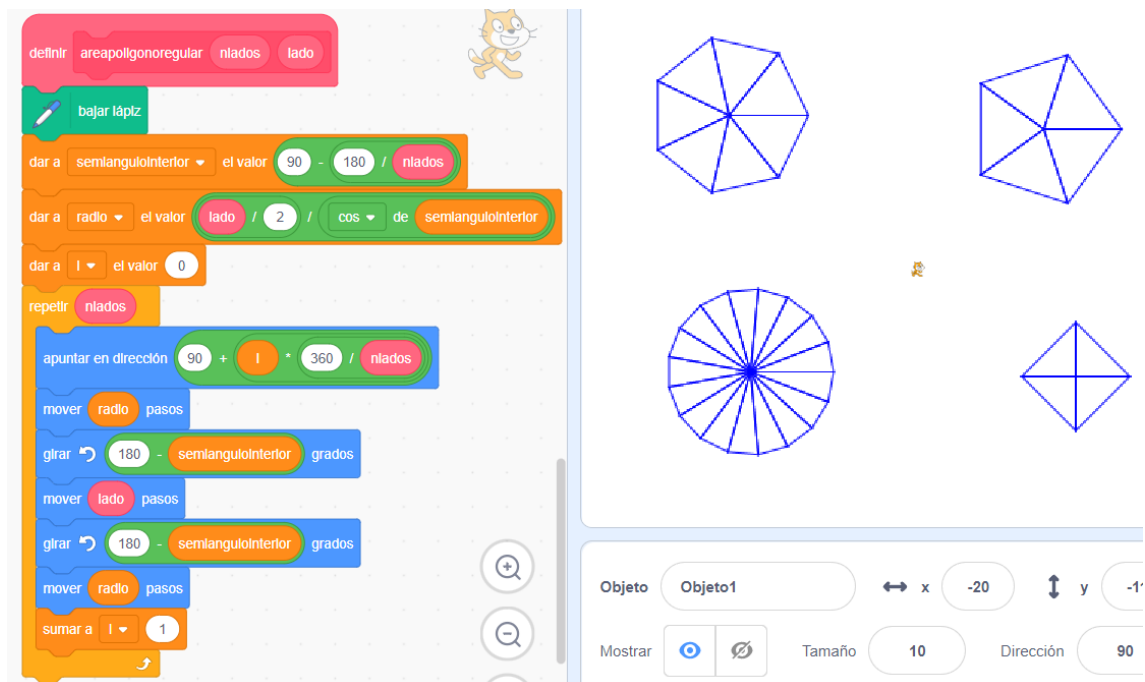 definir areapoligonoregular nlados lado
bajar lápiz
dar a semianguloInterior el valor 90 - 180 / nlados
dar a radio el valor lado / 2 / cos de semianguloInterior
dar a I el valor 0
repetir nlados
apuntar en dirección 90 + I * 360 / nlados
mover radio pasos
girar 180 - semianguloInterior grados
mover lado pasos
girar 180 - semianguloInterior grados
mover radio pasos
sumar a I 1
Objeto Objeto1 x -20 y -11
Mostrar Tamaño 10 Dirección 90